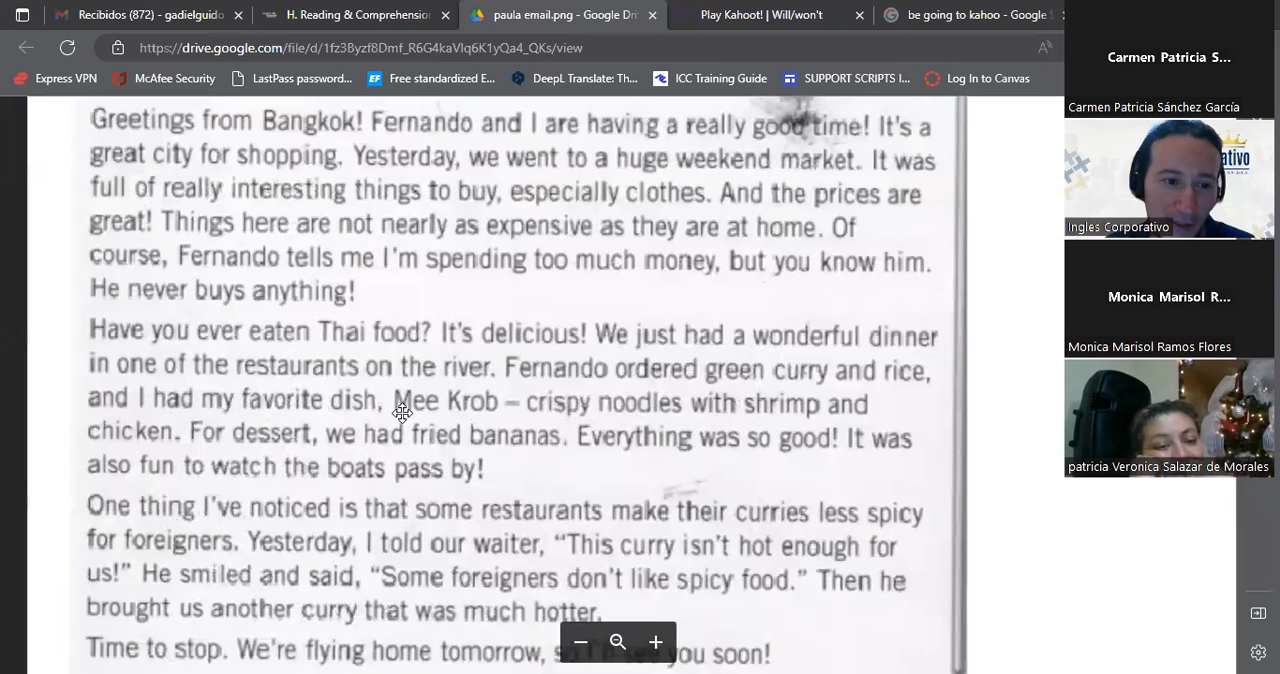 Recibidos (872) - gadielguido
H. Reading & Comprehensio
paula email.png - Google Dri
Play Kahoot! | Will/won't
be going to kahoo - Google S
https://drive.google.com/file/d/1fz3Byzf8Dmf_R6G4kaVlq6K1yQa4_QKs/view
Express VPN
McAfee Security
LastPass password...
EF Free standardized E...
DeepL Translate: Th...
ICC Training Guide
SUPPORT SCRIPTS I...
Log In to Canvas
Greetings from Bangkok! Fernando and I are having a really good time! It's a
great city for shopping. Yesterday, we went to a huge weekend market. It was
full of really interesting things to buy, especially clothes. And the prices are
great! Things here are not nearly as expensive as they are at home. Of
course, Fernando tells me I'm spending too much money, but you know him.
He never buys anything!
Have you ever eaten Thai food? It's delicious! We just had a wonderful dinner
in one of the restaurants on the river. Fernando ordered green curry and rice,
and I had my favorite dish, Mee Krob – crispy noodles with shrimp and
chicken. For dessert, we had fried bananas. Everything was so good! It was
also fun to watch the boats pass by!
One thing I've noticed is that some restaurants make their curries less spicy
for foreigners. Yesterday, I told our waiter, "This curry isn't hot enough for
us!" He smiled and said, "Some foreigners don't like spicy food." Then he
brought us another curry that was much hotter.
Time to stop. We're flying home tomorrow, you soon!
Carmen Patricia S...
Carmen Patricia Sánchez García
Ingles Corporativo
Monica Marisol R...
Monica Marisol Ramos Flores
patricia Veronica Salazar de Morales